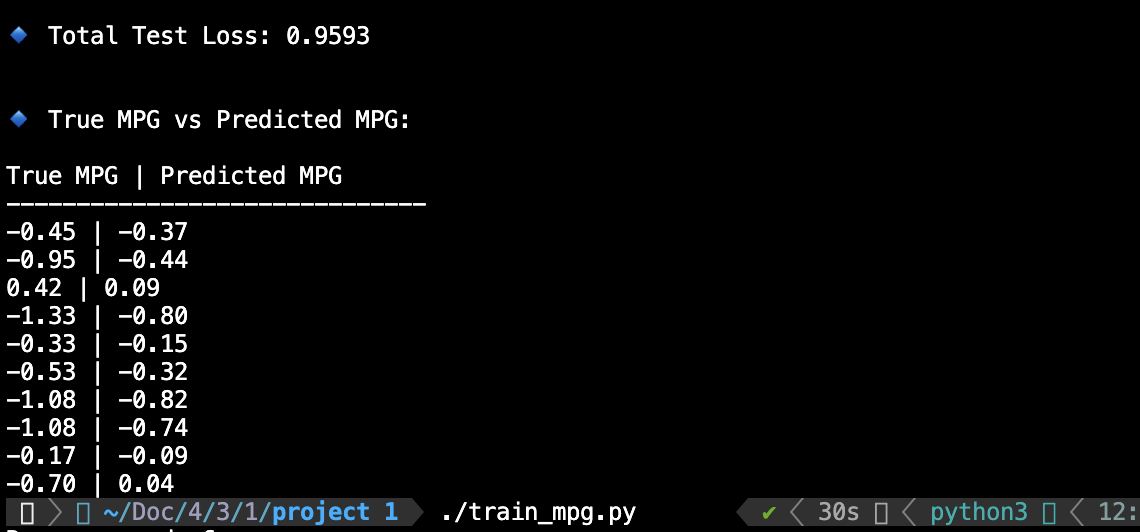 Total Test Loss: 0.9593
True MPG vs Predicted MPG:
True MPG | Predicted MPG
------------------------------
-0.45 | -0.37
-0.95 | -0.44
0.42 | 0.09
-1.33 | -0.80
-0.33 | -0.15
-0.53 | -0.32
-1.08 | -0.82
-1.08 | -0.74
-0.17 | -0.09
-0.70 | 0.04
~/Doc/4/3/1/project 1 ./train_mpg.py ✔ 30s python3 12: